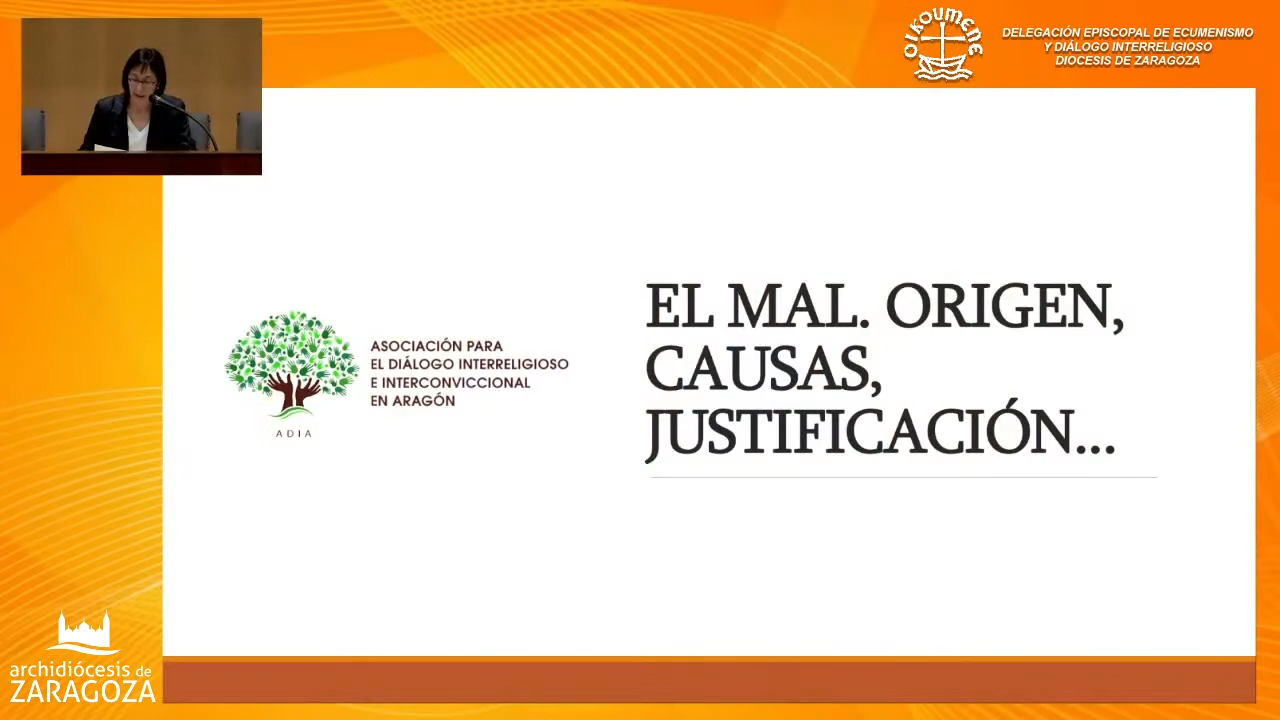 OIKOUMENE
DELEGACIÓN EPISCOPAL DE ECUMENISMO
Y DIÁLOGO INTERRELIGIOSO
DIOCESIS DE ZARAGOZA
ASOCIACIÓN PARA
EL DIÁLOGO INTERRELIGIOSO
E INTERCONVICCIONAL
EN ARAGÓN
ADIA
EL MAL. ORIGEN,
CAUSAS,
JUSTIFICACIÓN...
archidiócesis de
ZARAGOZA